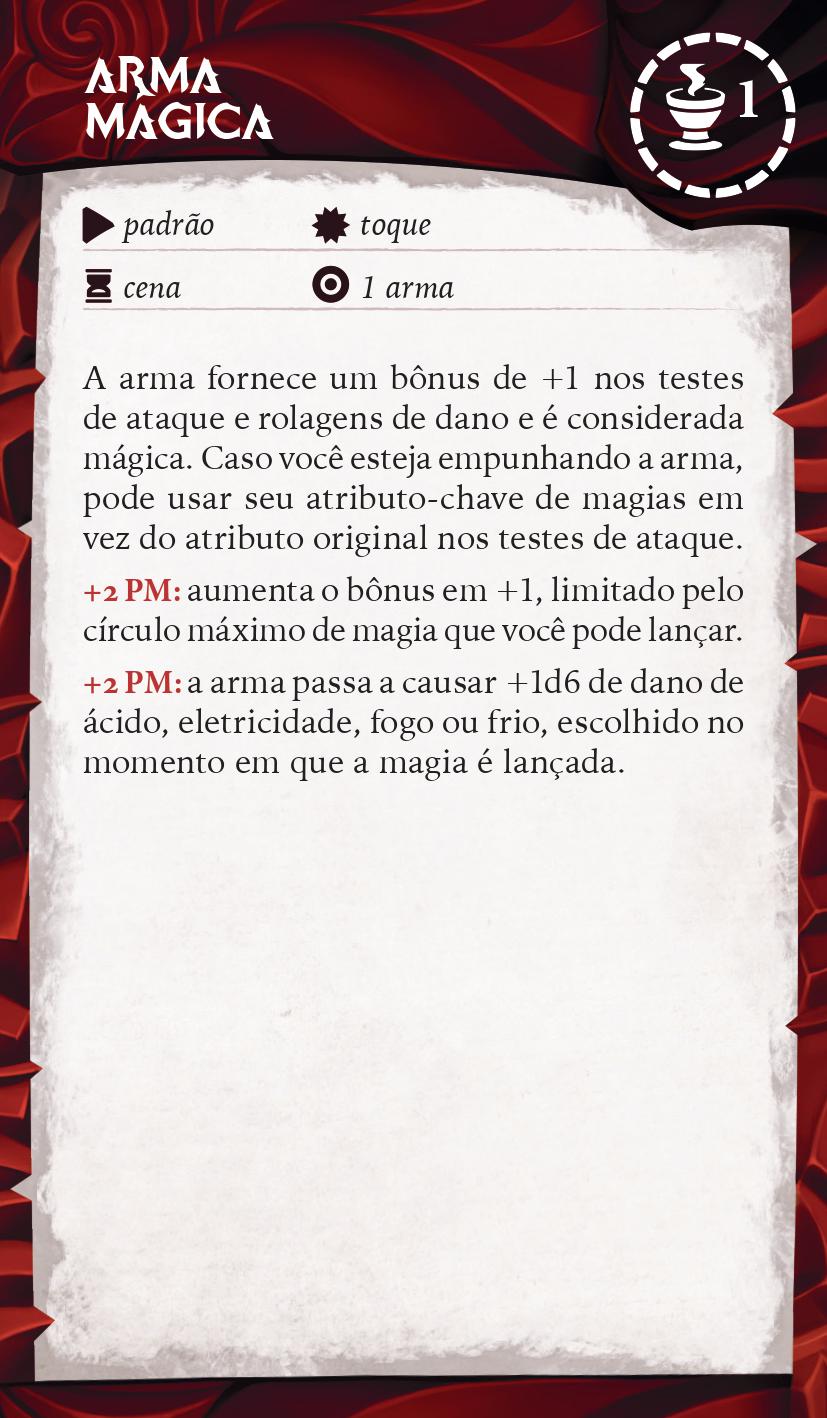 ARMA
MÁGICA
1
padrão
toque
cena
1 arma
A arma fornece um bônus de +1 nos testes
de ataque e rolagens de dano e é considerada
mágica. Caso você esteja empunhando a arma,
pode usar seu atributo-chave de magias em
vez do atributo original nos testes de ataque.
+2 PM: aumenta o bônus em +1, limitado pelo
círculo máximo de magia que você pode lançar.
+2 PM: a arma passa a causar +1d6 de dano de
ácido, eletricidade, fogo ou frio, escolhido no
momento em que a magia é lançada.